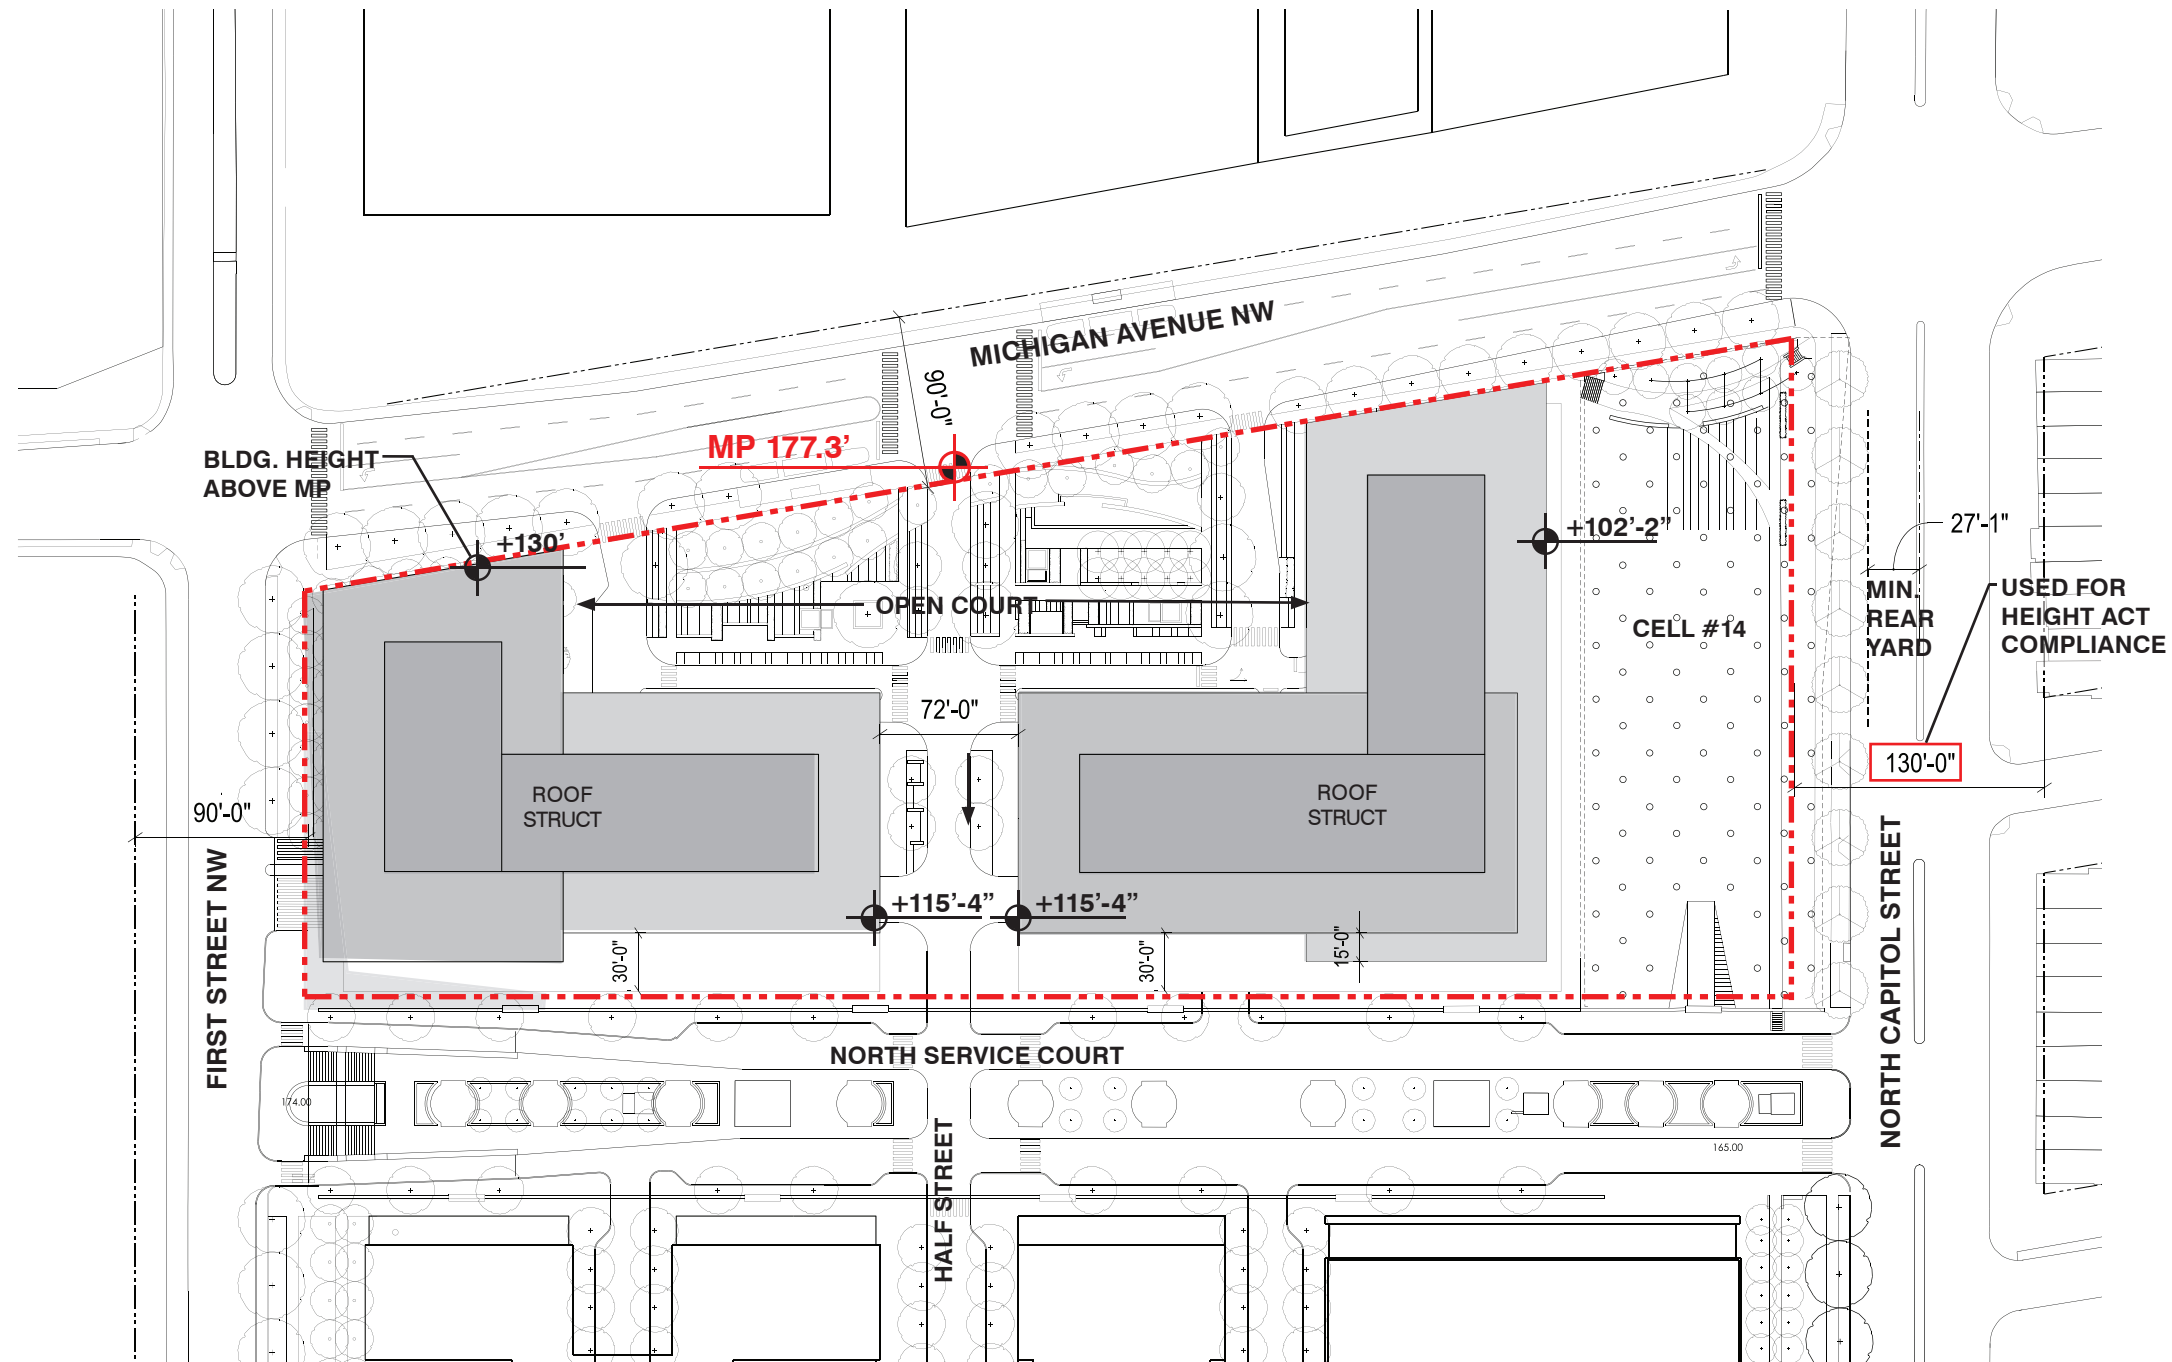 MICHIGAN AVENUE NW
90'-0"
MP 177.3’
BLDG. HEIGHT
ABOVE MP
+130’
+102’-2”
27'-1"
OPEN COURT
CELL #14
MIN.
REAR
YARD
USED FOR
HEIGHT ACT
COMPLIANCE
72'-0"
130'-0"
ROOF
STRUCT
ROOF
STRUCT
90'-0"
+115’-4”
+115’-4”
30'-0"
30'-0"
15'-0"
FIRST STREET NW
NORTH CAPITOL STREET
NORTH SERVICE COURT
174.00
165.00
HALF STREET